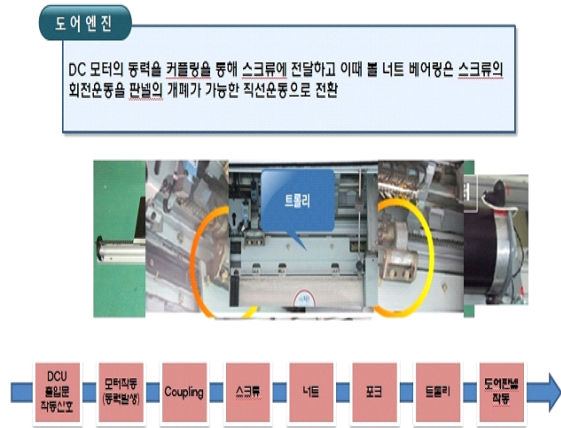 도어엔진
DC 모터의 동력을 커플링을 통해 스크류에 전달하고 이때 볼 너트 베어링은 스크류의
회전운동을 판넬의 개폐가 가능한 직선운동으로 전환
트롤리
DCU
출입문
작동신호
모터작동
(동력발생)
Coupling
스크류
너트
포크
트롤리
도어판넬
작동